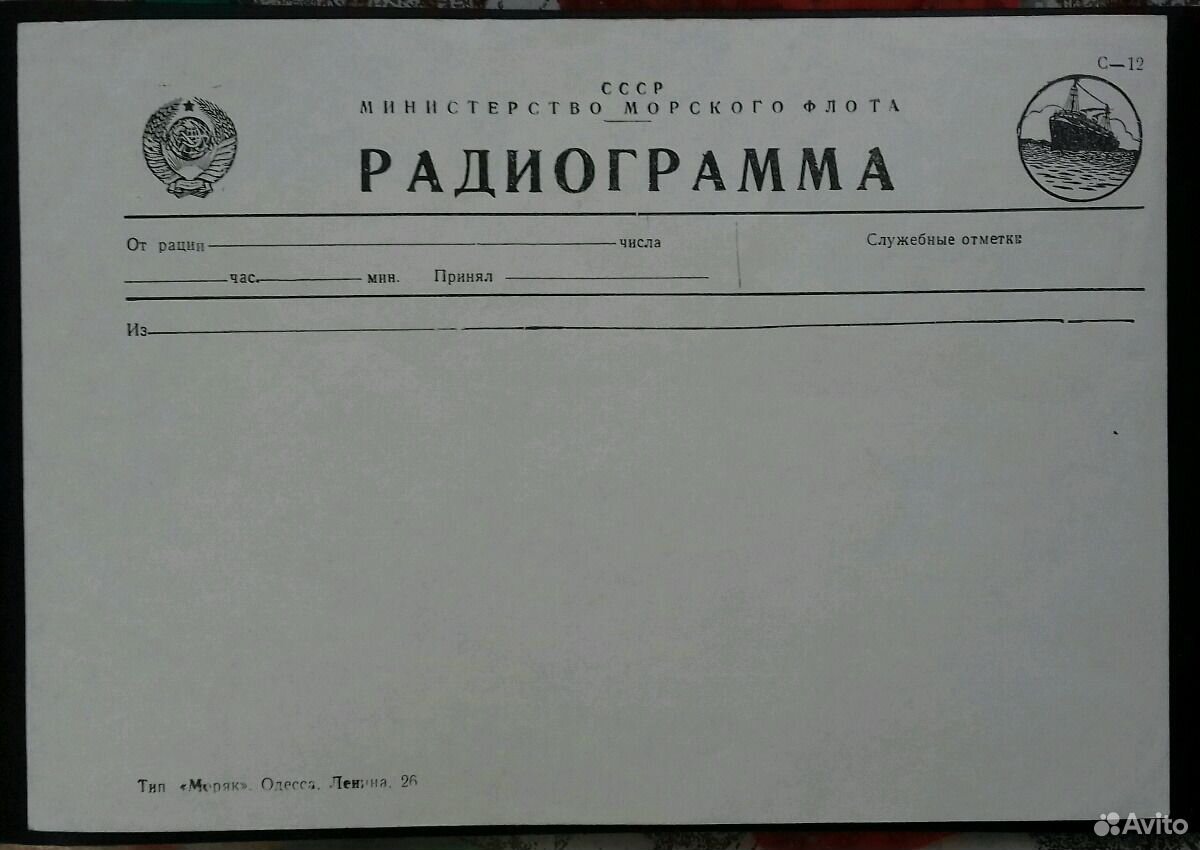 С—12
СССР
МИНИСТЕРСТВО МОРСКОГО ФЛОТА
РАДИОГРАММА
От рации числа
Служебные отметки
час. мин. Принял
Из
Тип «Моряк». Одесса, Ленина, 26
Avito